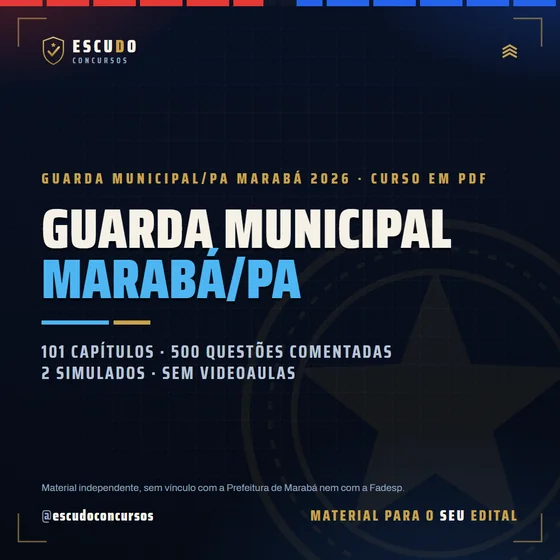 ESCUDO
CONCURSOS
GUARDA MUNICIPAL/PA MARABÁ 2026 · CURSO EM PDF
GUARDA MUNICIPAL
MARABÁ/PA
101 CAPÍTULOS · 500 QUESTÕES COMENTADAS
2 SIMULADOS · SEM VIDEOAULAS
Material independente, sem vínculo com a Prefeitura de Marabá nem com a Fadesp.
@escudoconcursos
MATERIAL PARA O SEU EDITAL